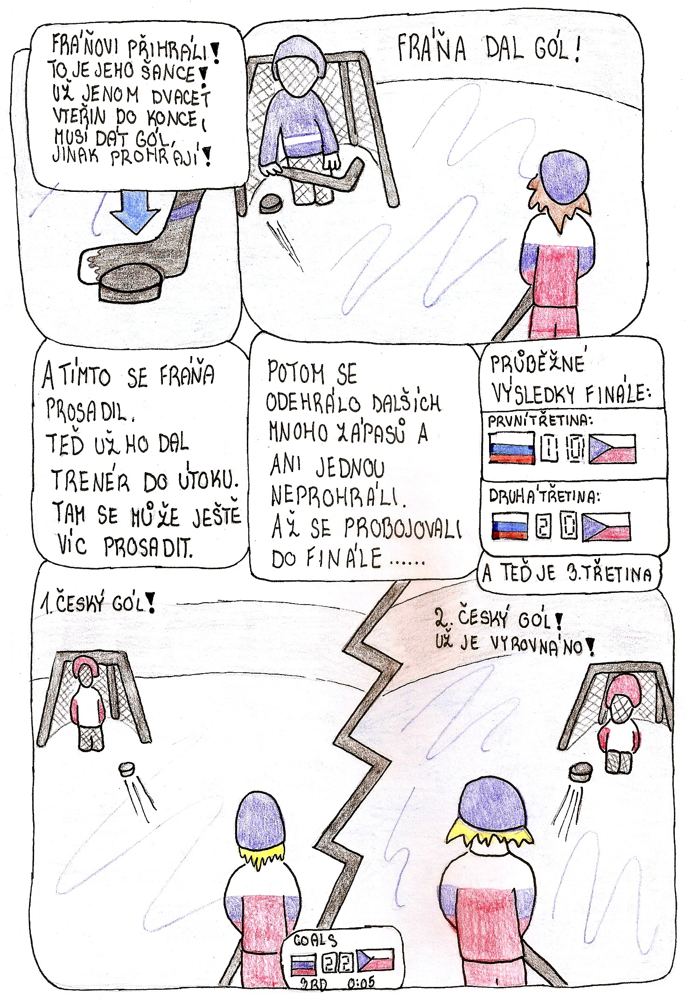 FRÁŇOVI PŘIHRÁLI!
TO JE JEHO ŠANCE!
UŽ JENOM DVACET
VTEŘIN DO KONCE,
MUSÍ DÁT GÓL,
JINAK PROHRAJÍ!
FRÁŇA DAL GÓL!
A TÍMTO SE FRÁŇA
PROSADIL.
TEĎ UŽ HO DAL
TRENÉR DO ÚTOKU.
TAM SE MŮŽE JEŠTĚ
VÍC PROSADIT.
POTOM SE
ODEHRÁLO DALŠÍCH
MNOHO ZÁPASŮ A
ANI JEDNOU
NEPROHRÁLI.
AŽ SE PROBOJOVALI
DO FINÁLE ......
PRŮBĚŽNÉ
VÝSLEDKY FINÁLE:
PRVNÍ TŘETINA:
1 0
DRUHÁ TŘETINA:
2 0
A TEĎ JE 3. TŘETINA
1. ČESKÝ GÓL!
2. ČESKÝ GÓL!
UŽ JE VYROVNÁNO!
GOALS
2 2
3RD 0:05